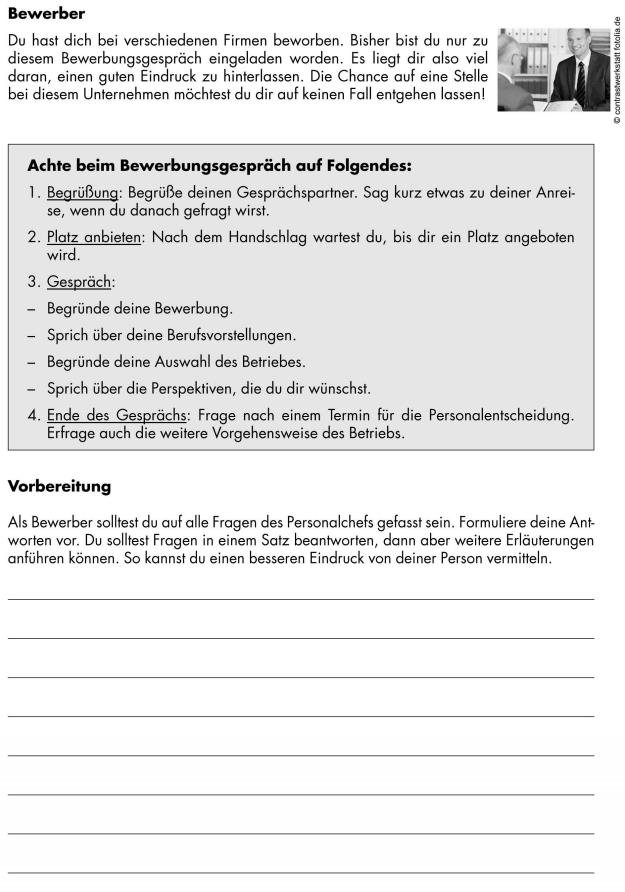 Bewerber
Du hast dich bei verschiedenen Firmen beworben. Bisher bist du nur zu
diesem Bewerbungsgespräch eingeladen worden. Es liegt dir also viel
daran, einen guten Eindruck zu hinterlassen. Die Chance auf eine Stelle
bei diesem Unternehmen möchtest du dir auf keinen Fall entgehen lassen!
© contrastwerkstatt fotolia.de
Achte beim Bewerbungsgespräch auf Folgendes:
1. Begrüßung: Begrüße deinen Gesprächspartner. Sag kurz etwas zu deiner Anrei-
se, wenn du danach gefragt wirst.
2. Platz anbieten: Nach dem Handschlag wartest du, bis dir ein Platz angeboten
wird.
3. Gespräch:
– Begründe deine Bewerbung.
– Sprich über deine Berufsvorstellungen.
– Begründe deine Auswahl des Betriebes.
– Sprich über die Perspektiven, die du dir wünschst.
4. Ende des Gesprächs: Frage nach einem Termin für die Personalentscheidung.
Erfrage auch die weitere Vorgehensweise des Betriebs.
Vorbereitung
Als Bewerber solltest du auf alle Fragen des Personalchefs gefasst sein. Formuliere deine Ant-
worten vor. Du solltest Fragen in einem Satz beantworten, dann aber weitere Erläuterungen
anführen können. So kannst du einen besseren Eindruck von deiner Person vermitteln.